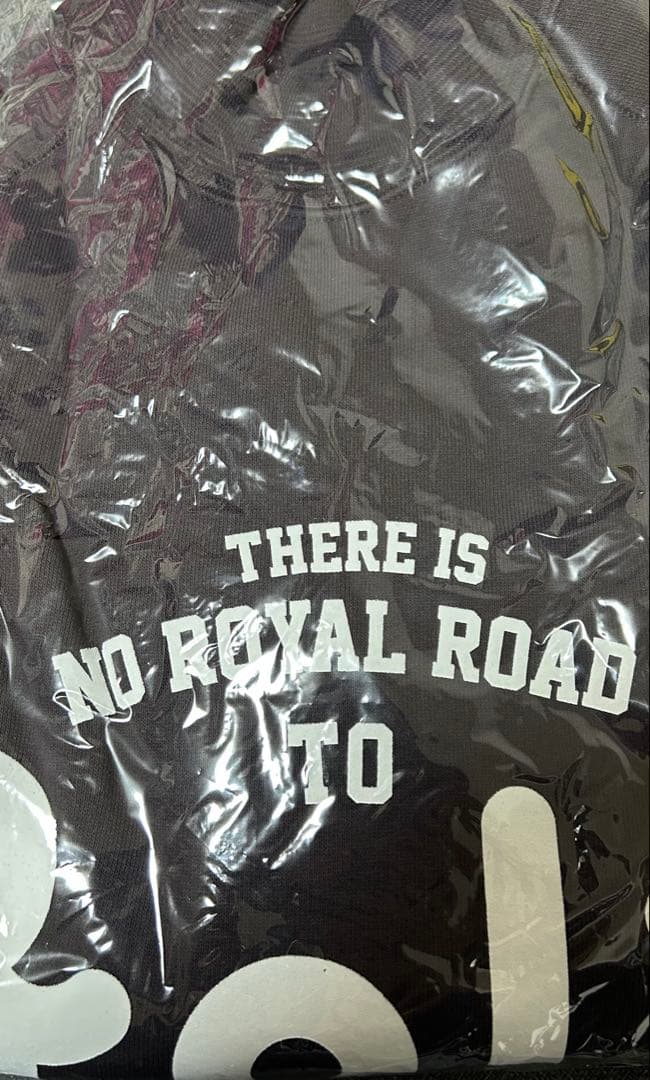 THERE IS
NO ROYAL ROAD
TO